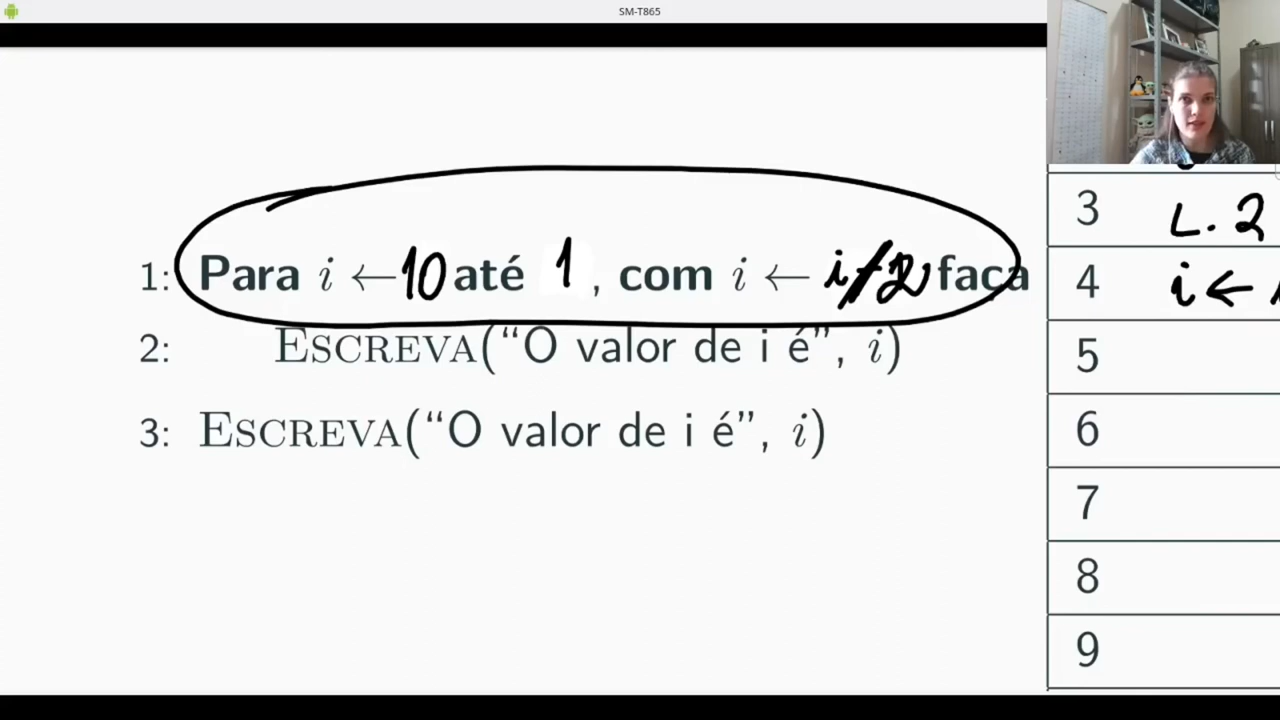 SM-T865
1: Para i ← 10 até 1 , com i ← i/2 faça
2: ESCREVA(“O valor de i é”, i)
3: ESCREVA(“O valor de i é”, i)
3 L. 2
4 i ←
5
6
7
8
9